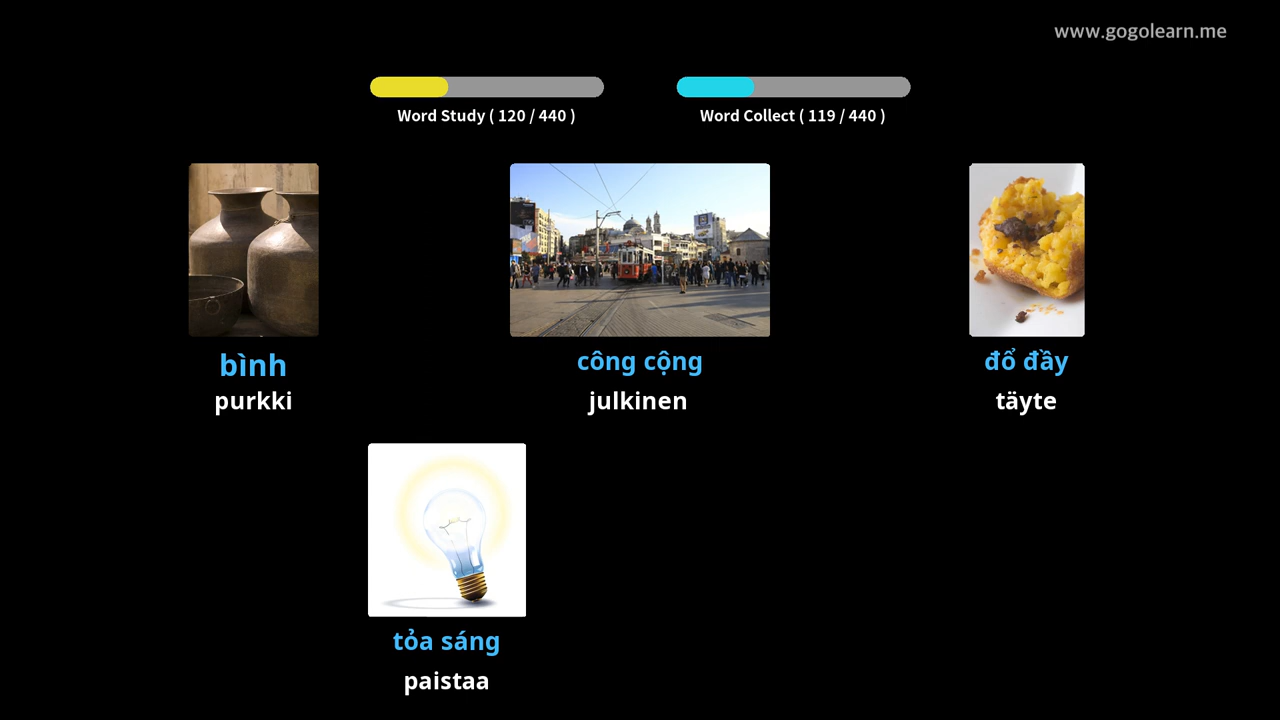 www.gogolearn.me
Word Study ( 120 / 440 )
Word Collect ( 119 / 440 )
bình
purkki
công cộng
julkinen
đổ đầy
täyte
tỏa sáng
paistaa